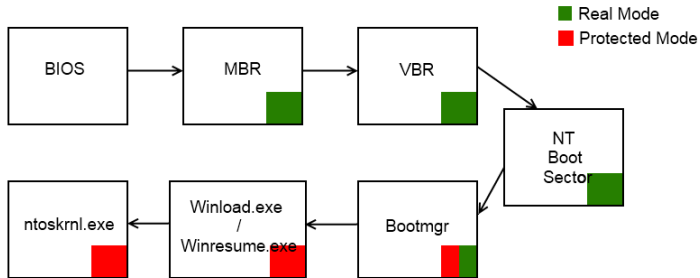 Real Mode
Protected Mode
BIOS
MBR
VBR
NT
Boot
Sector
ntoskrnl.exe
Winload.exe
/
Winresume.exe
Bootmgr